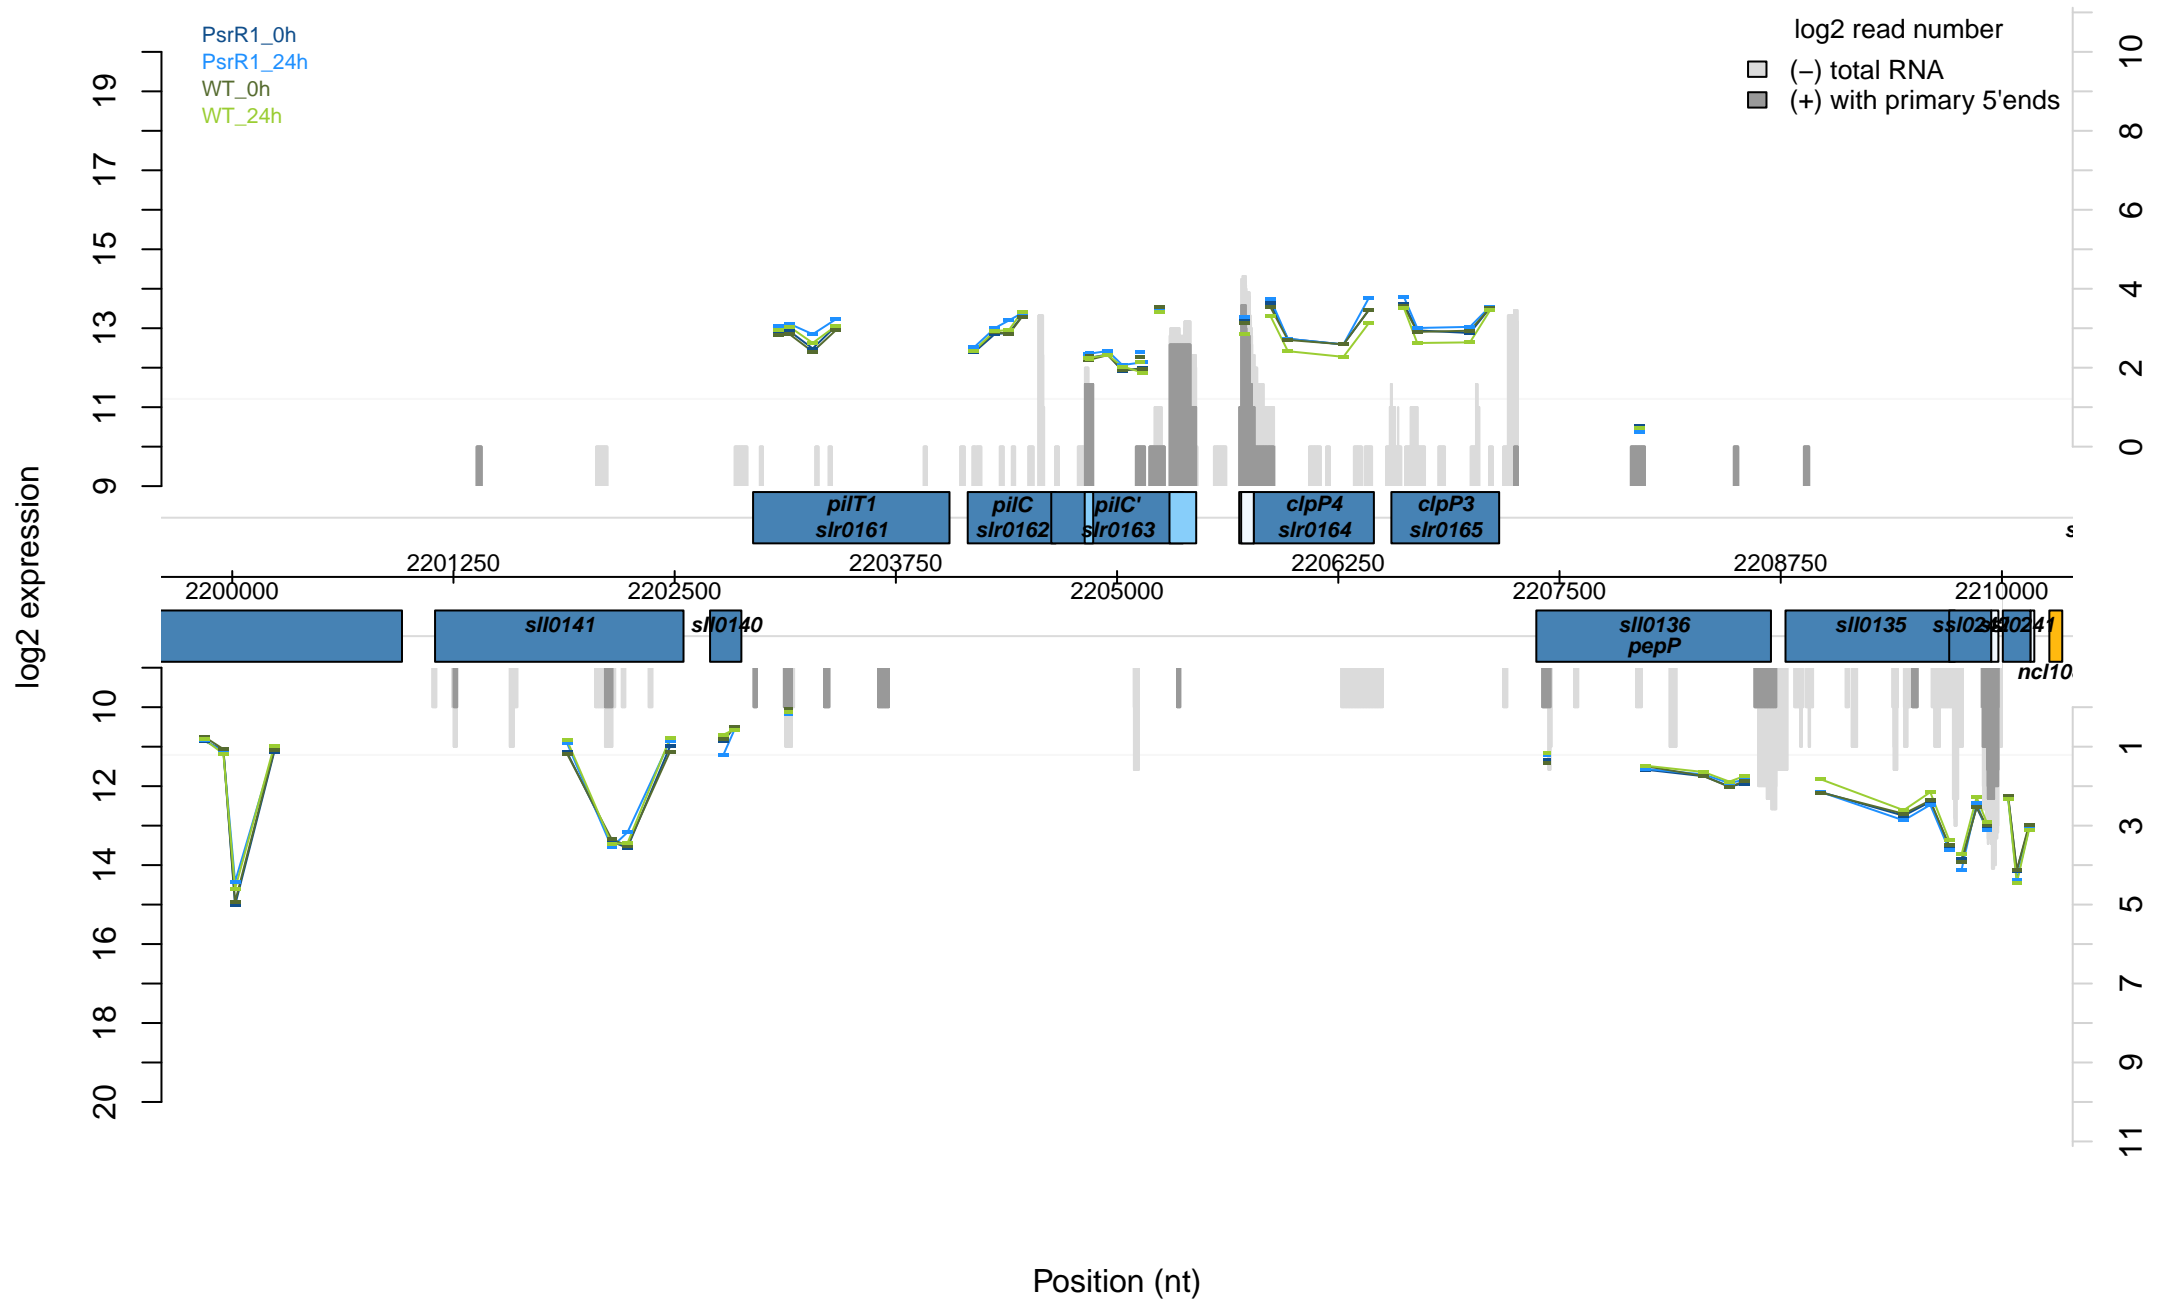 PsrR1_0h
PsrR1_24h
WT_0h
WT_24h
log2 read number
(−) total RNA
(+) with primary 5'ends
19
17
15
13
11
9
10
8
6
4
2
0
log2 expression
pilT1
slr0161
pilC
slr0162
pilC'
slr0163
clpP4
slr0164
clpP3
slr0165
s
2201250
2203750
2206250
2208750
2200000
2202500
2205000
2207500
2210000
sll0141
sll0140
sll0136
pepP
sll0135
ssl0242
ssl0241
ncl10
10
12
14
16
18
20
1
3
5
7
9
11
Position (nt)